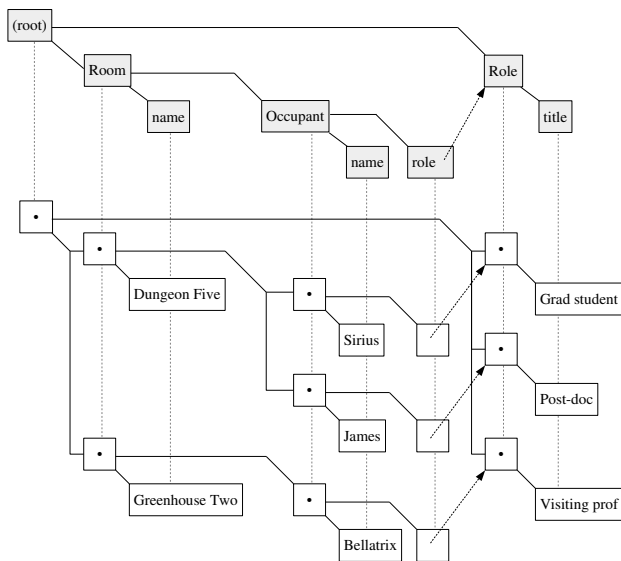 (root)
Room
Role
name
Occupant
title
name
role
Dungeon Five
Grad student
Sirius
Post-doc
James
Greenhouse Two
Visiting prof
Bellatrix